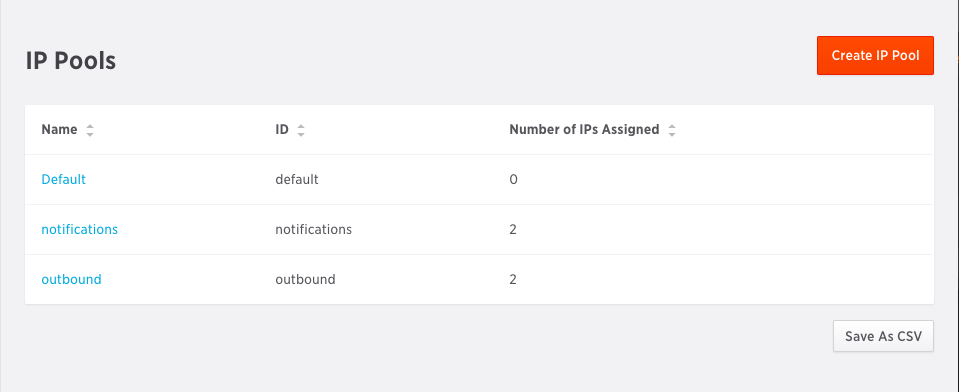 IP Pools
Create IP Pool
Name ID Number of IPs Assigned
Default default 0
notifications notifications 2
outbound outbound 2
Save As CSV